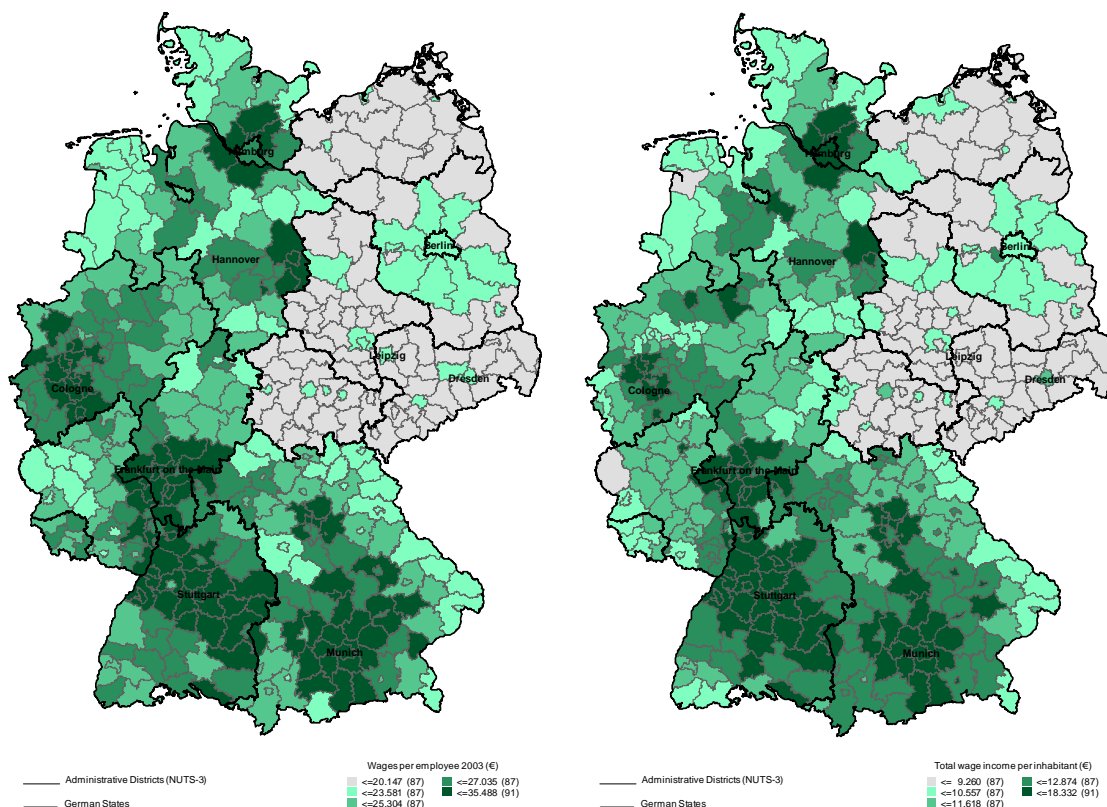 Hamburg
Hannover
Berlin
Cologne
Leipzig
Dresden
Frankfurt on the Main
Stuttgart
Munich
Hamburg
Hannover
Berlin
Cologne
Leipzig
Dresden
Frankfurt on the Main
Stuttgart
Munich
Administrative Districts (NUTS-3)
German States
Wages per employee 2003 (€)
<=20.147 (87)
<=23.581 (87)
<=25.304 (87)
<=27.035 (87)
<=35.488 (91)
Administrative Districts (NUTS-3)
German States
Total wage income per inhabitant (€)
<= 9.260 (87)
<=10.557 (87)
<=11.618 (87)
<=12.874 (87)
<=18.332 (91)